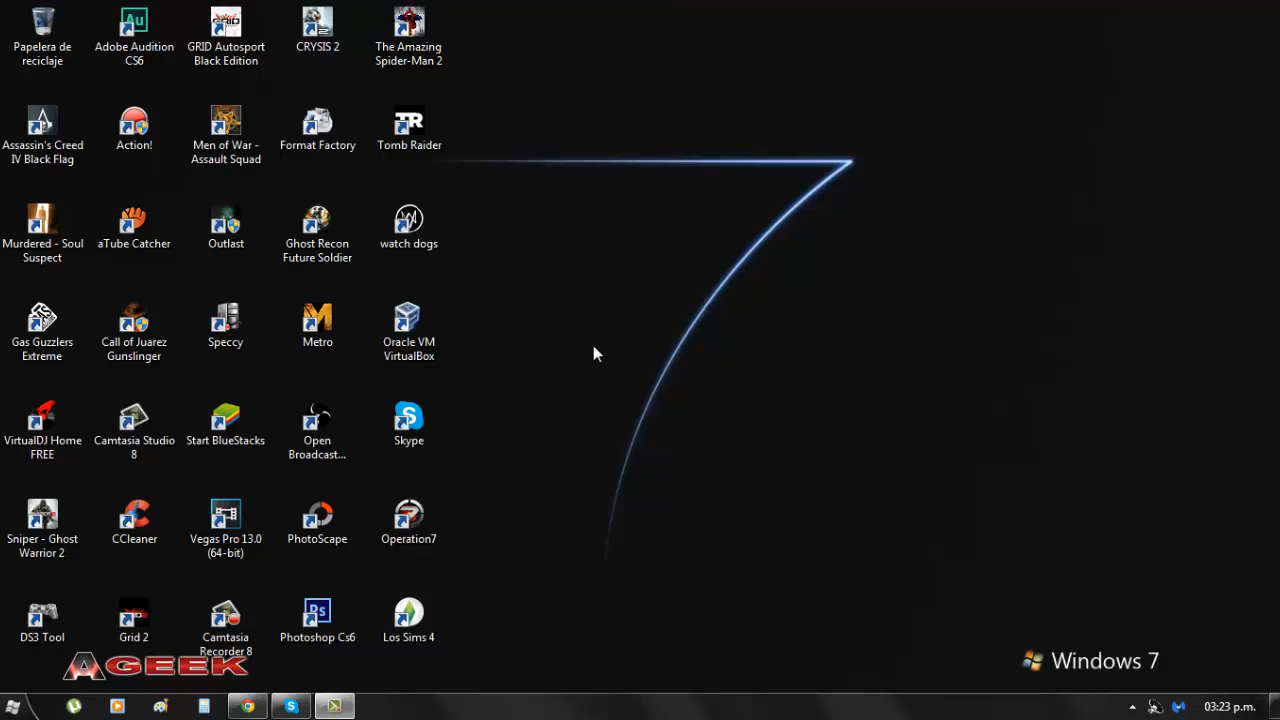 Papelera de
reciclaje
Au
Adobe Audition
CS6
GRID Autosport
Black Edition
CRYSIS 2
The Amazing
Spider-Man 2
Assassin's Creed
IV Black Flag
Action!
Men of War -
Assault Squad
Format Factory
TR
Tomb Raider
Murdered - Soul
Suspect
aTube Catcher
Outlast
Ghost Recon
Future Soldier
watch dogs
Gas Guzzlers
Extreme
Call of Juarez
Gunslinger
Speccy
Metro
Oracle VM
VirtualBox
VirtualDJ Home
FREE
Camtasia Studio
8
Start BlueStacks
Open
Broadcast...
Skype
Sniper - Ghost
Warrior 2
CCleaner
Vegas Pro 13.0
(64-bit)
PhotoScape
Operation7
DS3 Tool
Grid 2
Camtasia
Recorder 8
Ps
Photoshop Cs6
Los Sims 4
AGEEK
Windows 7
03:23 p.m.